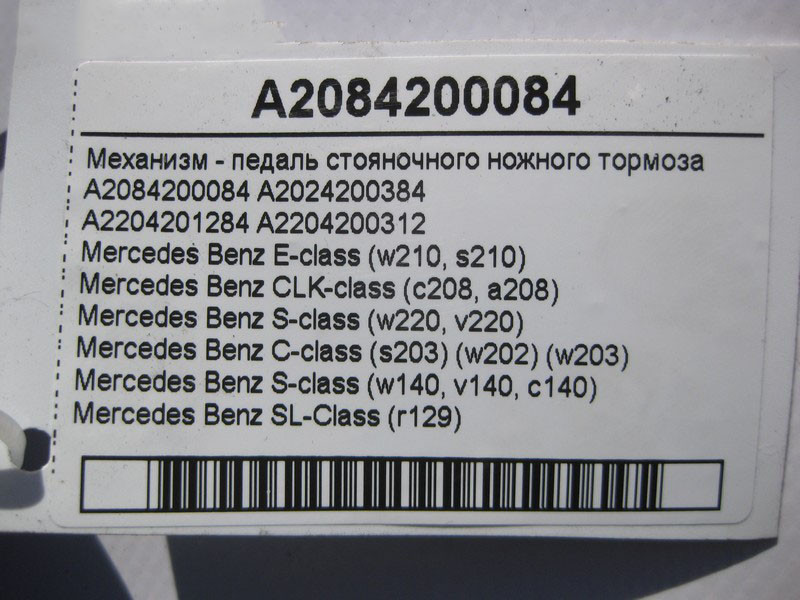 A2084200084
Механизм - педаль стояночного ножного тормоза
A2084200084 A2024200384
A2204201284 A2204200312
Mercedes Benz E-class (w210, s210)
Mercedes Benz CLK-class (c208, a208)
Mercedes Benz S-class (w220, v220)
Mercedes Benz C-class (s203) (w202) (w203)
Mercedes Benz S-class (w140, v140, c140)
Mercedes Benz SL-Class (r129)